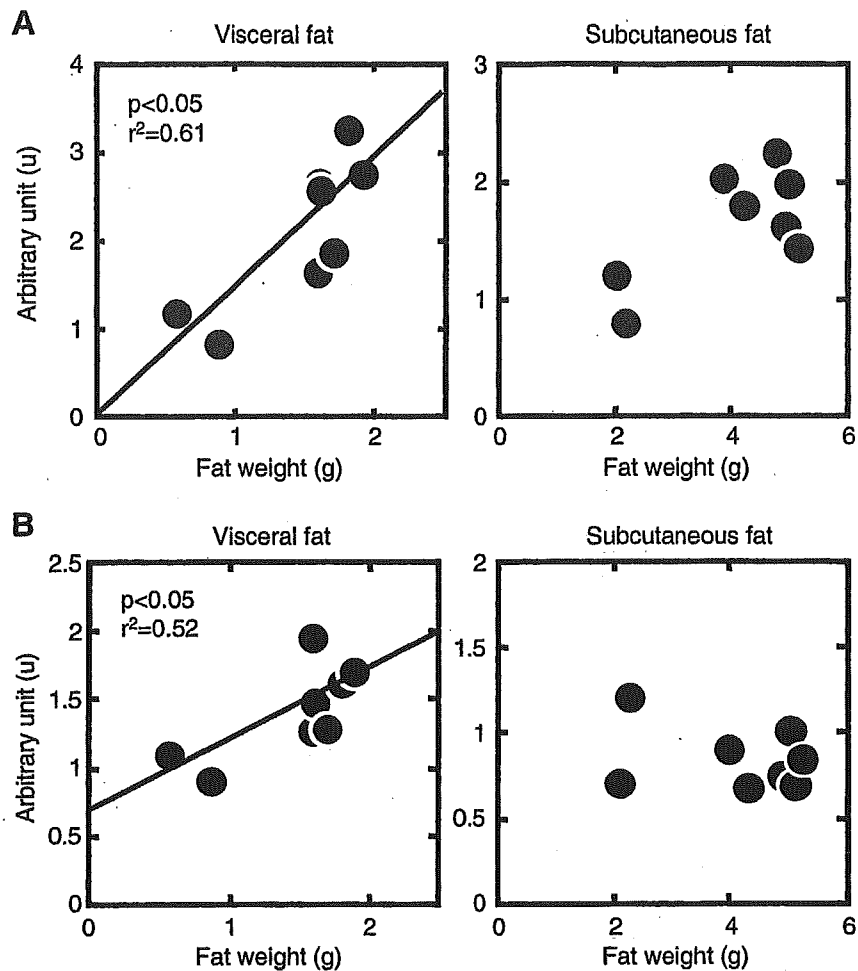 A
Visceral fat
Subcutaneous fat
p<0.05
r²=0.61
Arbitrary unit (u)
4
3
2
1
0
0 1 2
Fat weight (g)
3
2
1
0
0 2 4 6
Fat weight (g)
B
Visceral fat
Subcutaneous fat
p<0.05
r²=0.52
Arbitrary unit (u)
2.5
2
1.5
1
0.5
0
0 1 2
Fat weight (g)
2
1.5
1
0.5
0
0 2 4 6
Fat weight (g)